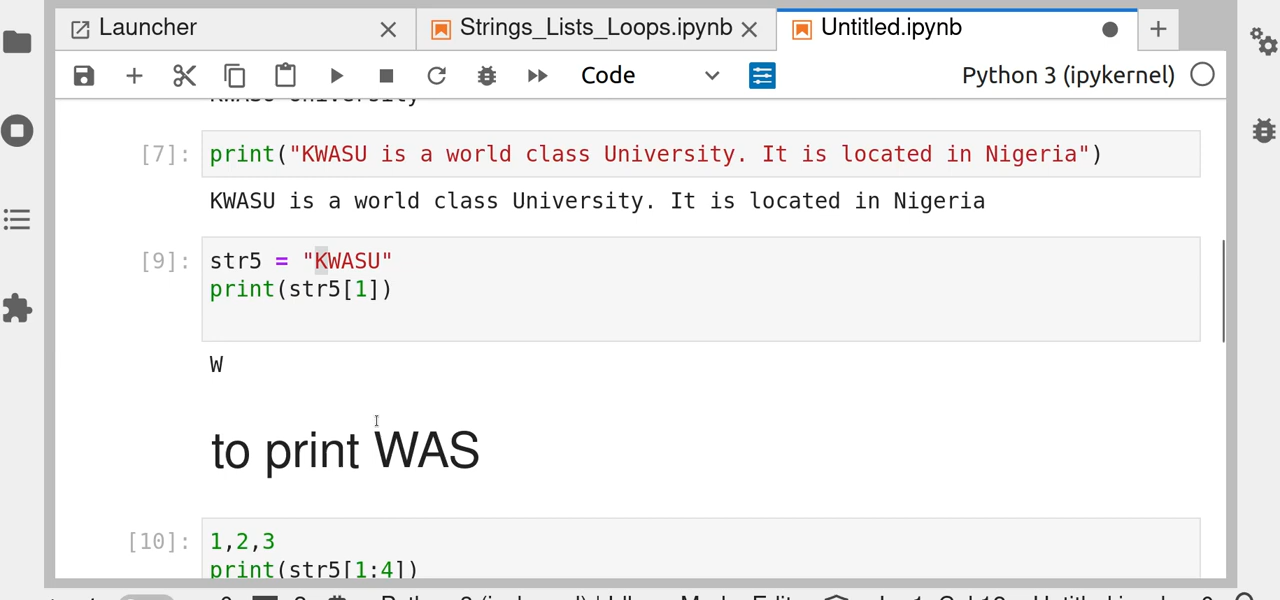 Launcher
Strings_Lists_Loops.ipynb
Untitled.ipynb
Code
Python 3 (ipykernel)
KWASU University
[7]: print("KWASU is a world class University. It is located in Nigeria")
KWASU is a world class University. It is located in Nigeria
[9]: str5 = "KWASU"
print(str5[1])
W
to print WAS
[10]: 1,2,3
print(str5[1:4])